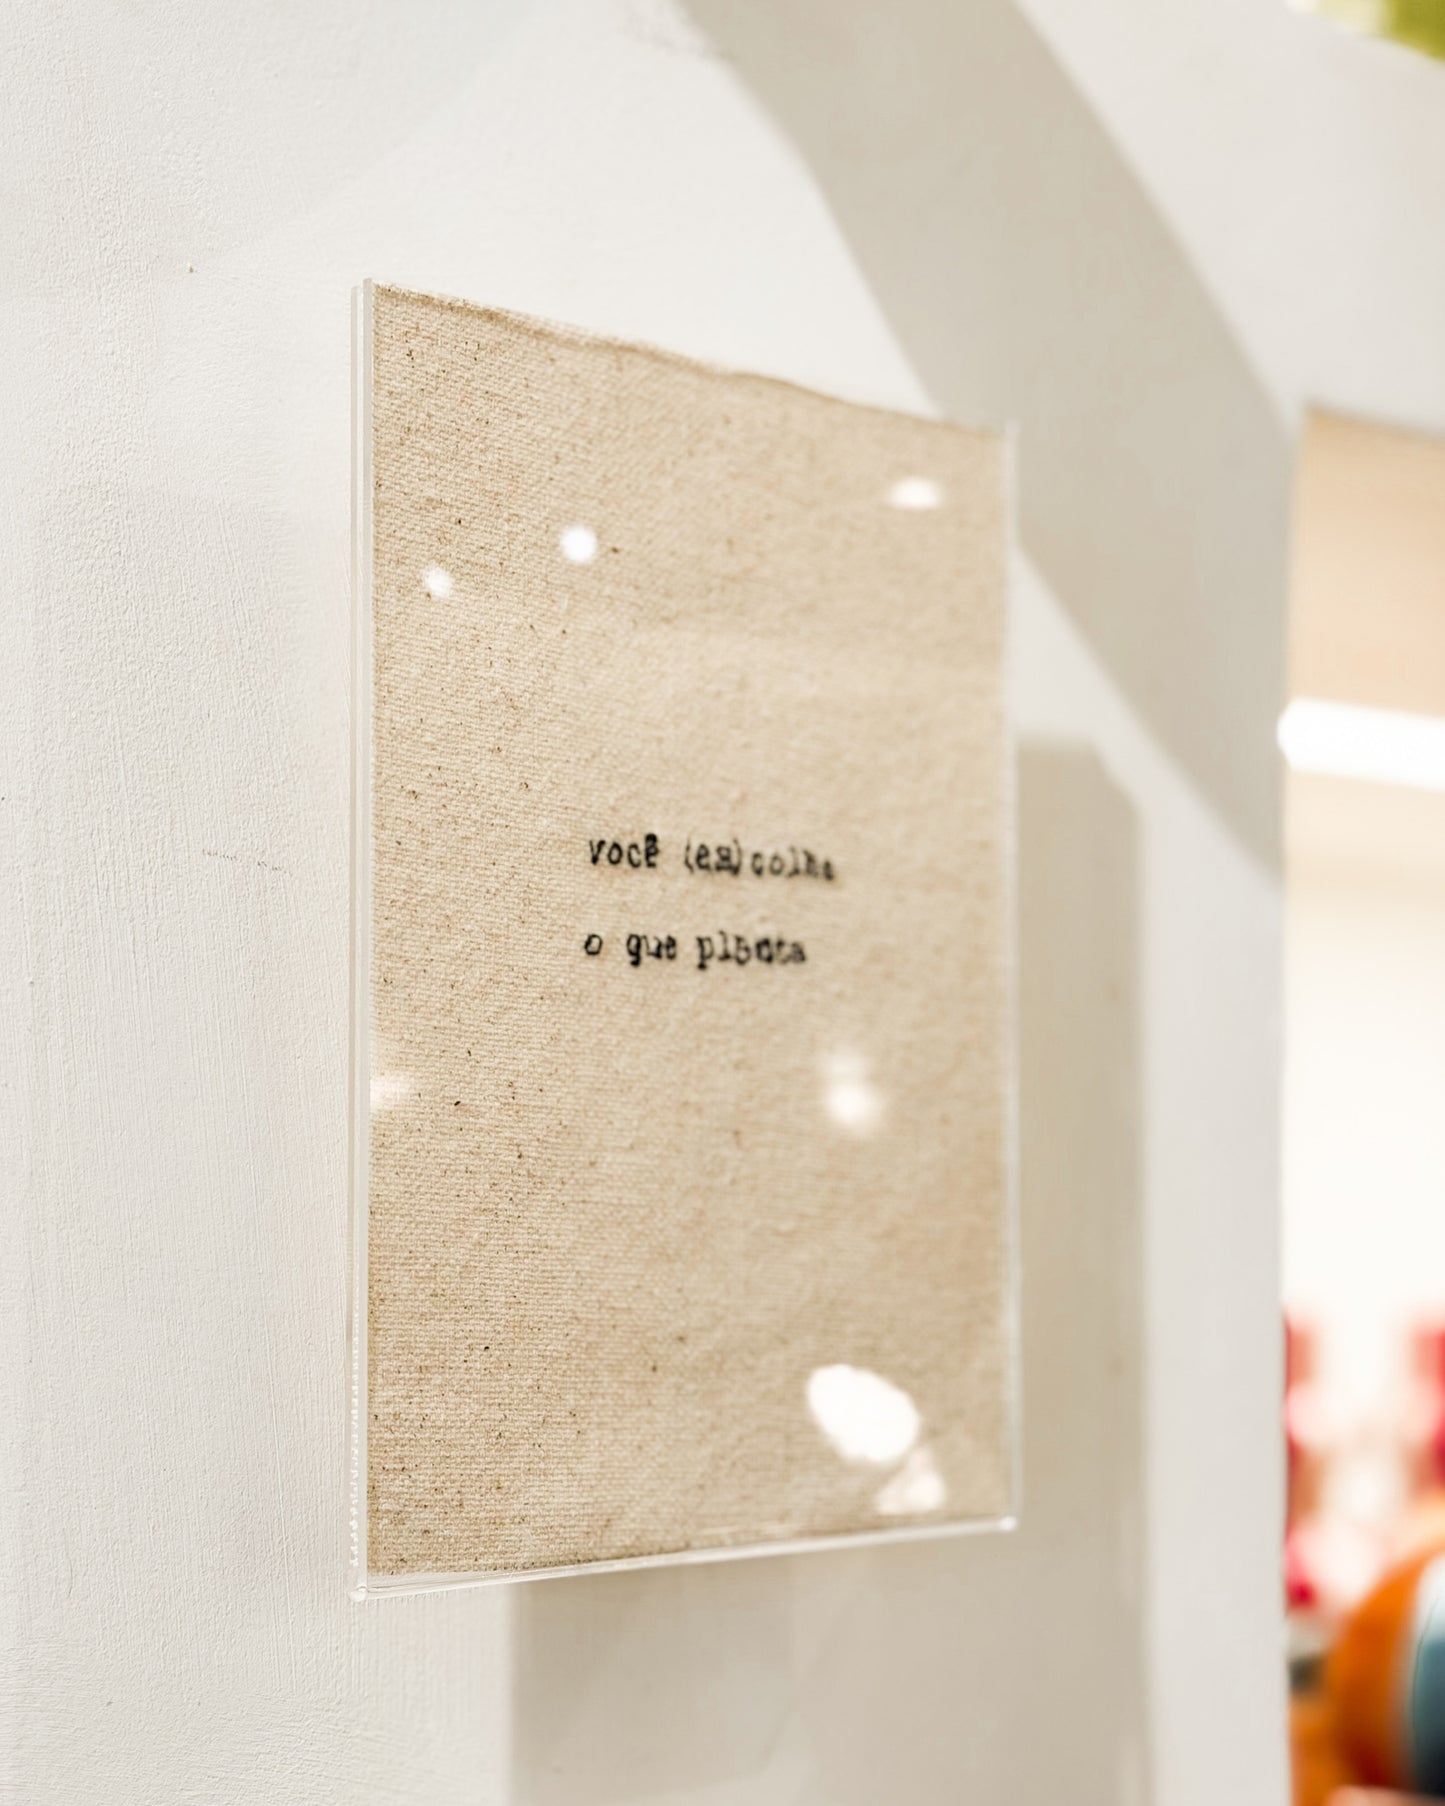 você (es)colhe
o que planta